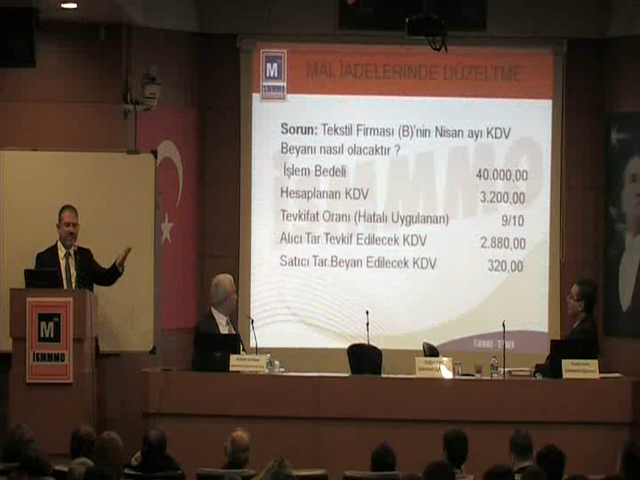 M
İSMMMO
MAL İADELERİNDE DÜZELTME
Sorun: Tekstil Firması (B)'nin Nisan ayı KDV
Beyanı nasıl olacaktır ?
İşlem Bedeli 40.000,00
Hesaplanan KDV 3.200,00
Tevkifat Oranı (Hatalı Uygulanan) 9/10
Alıcı Tar.Tevkif Edilecek KDV 2.880,00
Satıcı Tar.Beyan Edilecek KDV 320,00
M
İSMMMO